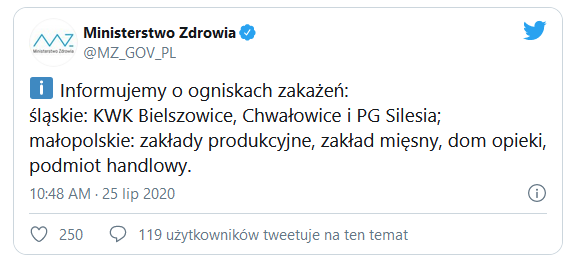 Ministerstwo Zdrowia
@MZ_GOV_PL
Ministerstwo Zdrowia
i Informujemy o ogniskach zakażeń:
śląskie: KWK Bielszowice, Chwałowice i PG Silesia;
małopolskie: zakłady produkcyjne, zakład mięsny, dom opieki,
podmiot handlowy.
10:48 AM · 25 lip 2020
250 119 użytkowników tweetuje na ten temat